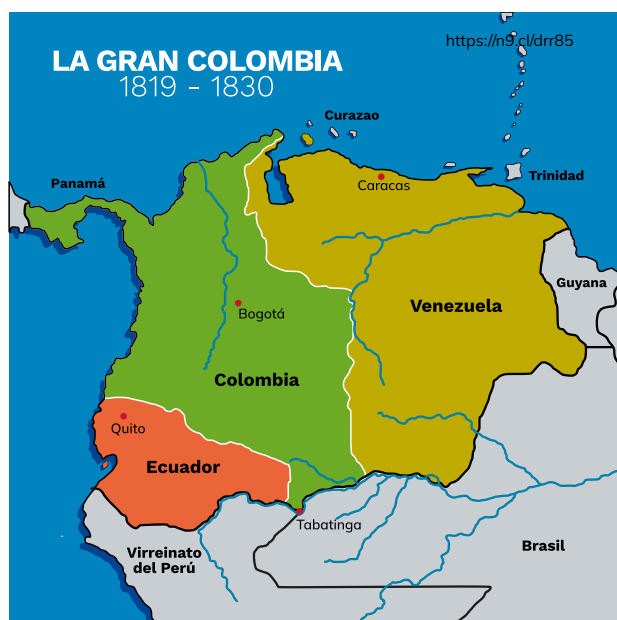 https://n9.cl/drr85
LA GRAN COLOMBIA
1819 - 1830
Curazao
Panamá
Trinidad
Caracas
Guyana
Venezuela
Bogotá
Colombia
Quito
Ecuador
Tabatinga
Virreinato
del Perú
Brasil